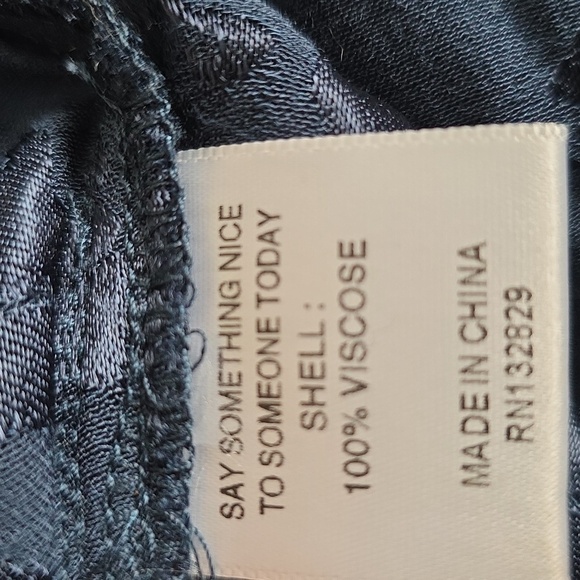 SAY SOMETHING NICE
TO SOMEONE TODAY
SHELL :
100% VISCOSE
MADE IN CHINA
RN132829